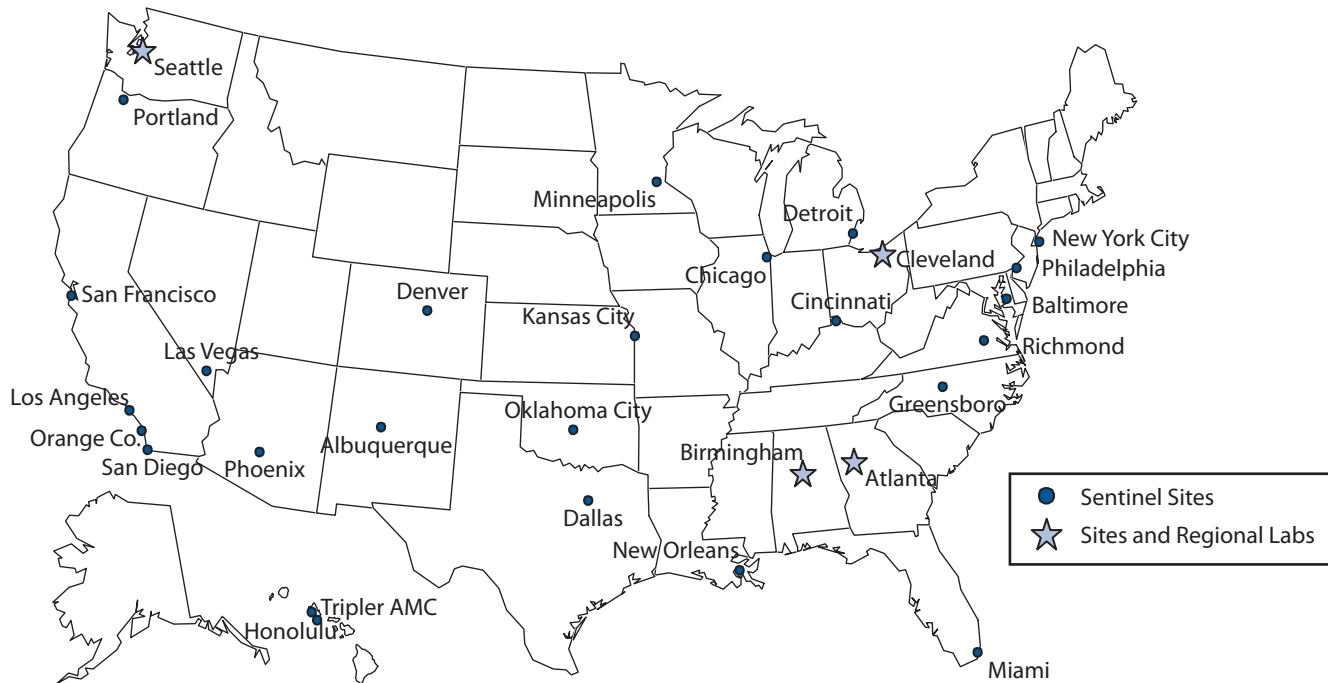 Seattle
Portland
Minneapolis
Detroit
New York City
Cleveland
Philadelphia
Chicago
San Francisco
Denver
Cincinnati
Baltimore
Kansas City
Richmond
Las Vegas
Los Angeles
Greensboro
Oklahoma City
Orange Co.
Albuquerque
San Diego
Phoenix
Birmingham
Atlanta
Sentinel Sites
Dallas
Sites and Regional Labs
New Orleans
Tripler AMC
Honolulu
Miami